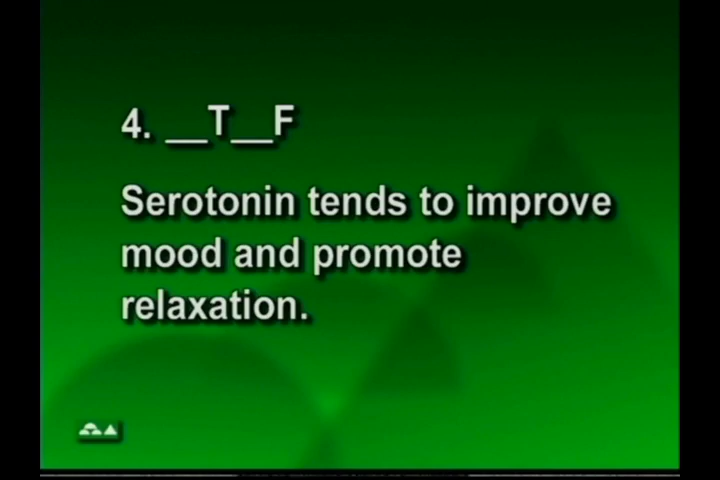 4. __T__F
Serotonin tends to improve
mood and promote
relaxation.